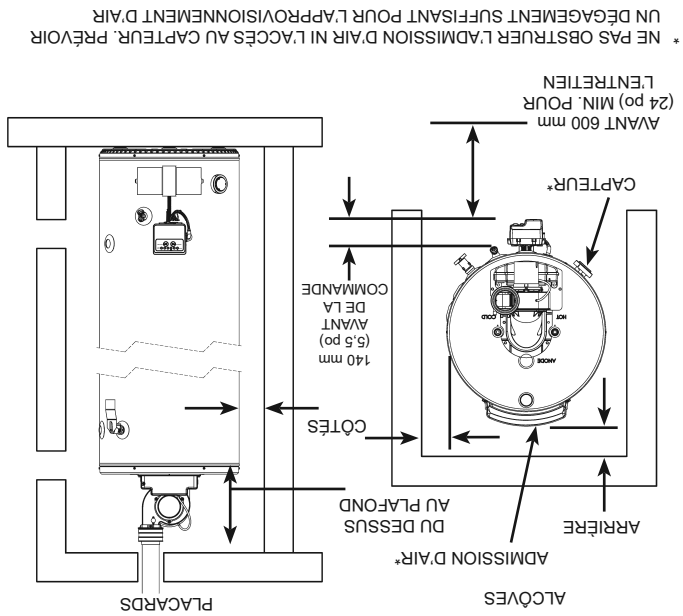 ALCÔVES
PLACARDS
ADMISSION D'AIR*
ARRIÈRE
DU DESSUS
AU PLAFOND
CÔTÉS
ANODE
HOT
COLD
140 mm
(5,5 po)
AVANT
DE LA
COMMANDE
CAPTEUR*
AVANT 600 mm
(24 po) MIN. POUR
L'ENTRETIEN
* NE PAS OBSTRUER L'ADMISSION D'AIR NI L'ACCÈS AU CAPTEUR. PRÉVOIR
UN DÉGAGEMENT SUFFISANT POUR L'APPROVISIONNEMENT D'AIR